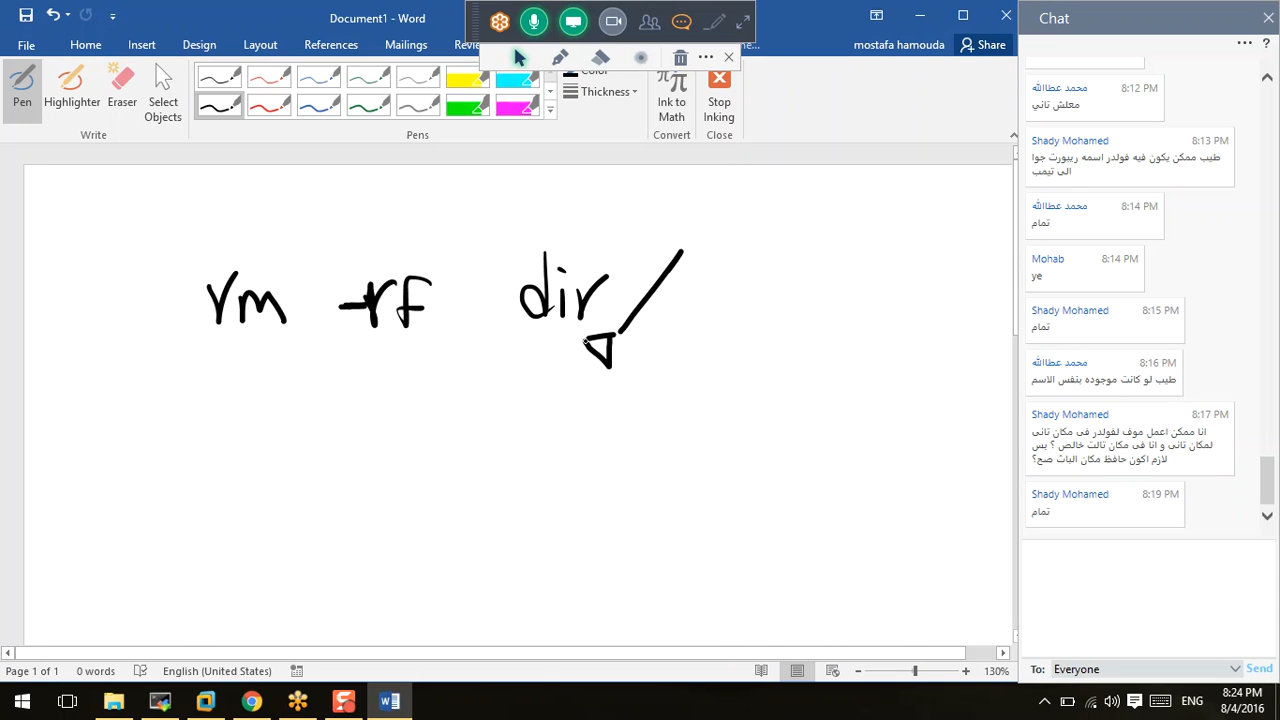 Document1 - Word
mostafa hamouda
Share
File
Home
Insert
Design
Layout
References
Mailings
e...
Pen
Highlighter
Eraser
Select
Objects
Write
Pens
Color
Thickness
Ink to
Math
Convert
Stop
Inking
Close
rm -rf dir/
Page 1 of 1
0 words
English (United States)
130%
Chat
محمد عطاالله 8:12 PM
معلش تاني
Shady Mohamed 8:13 PM
طيب ممكن يكون فيه فولدر اسمه ريبورت جوا
الى تيمب
محمد عطاالله 8:14 PM
تمام
Mohab 8:14 PM
ye
Shady Mohamed 8:15 PM
تمام
محمد عطاالله 8:16 PM
طيب لو كانت موجوده بنفس الاسم
Shady Mohamed 8:17 PM
انا ممكن اعمل موف لفولدر فى مكان تانى
لمكان تانى و انا فى مكان تالت خالص ؟ بس
لازم اكون حافظ مكان الباث صح؟
Shady Mohamed 8:19 PM
تمام
To: Everyone
Send
ENG
8:24 PM
8/4/2016